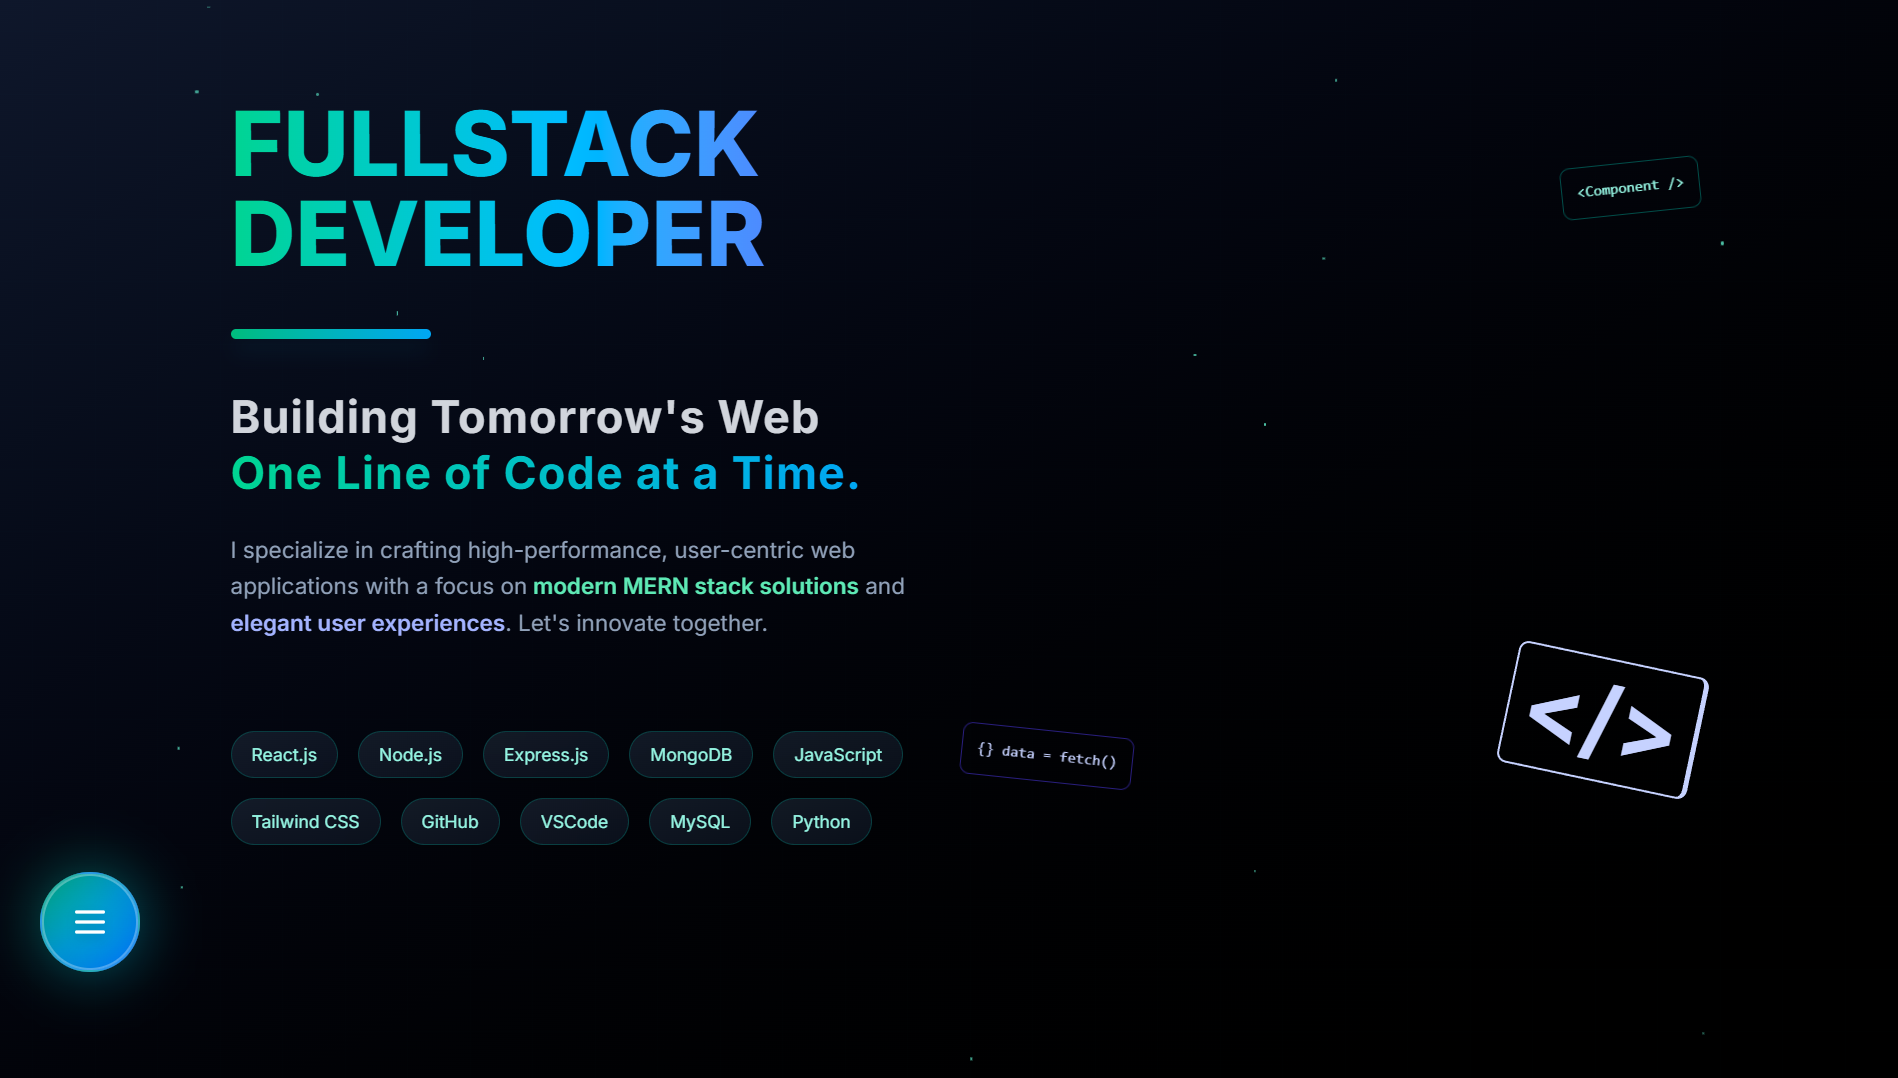 FULLSTACK
DEVELOPER
<Component />
Building Tomorrow's Web
One Line of Code at a Time.
I specialize in crafting high-performance, user-centric web
applications with a focus on modern MERN stack solutions and
elegant user experiences. Let's innovate together.
</>
React.js Node.js Express.js MongoDB JavaScript
{} data = fetch()
Tailwind CSS GitHub VSCode MySQL Python